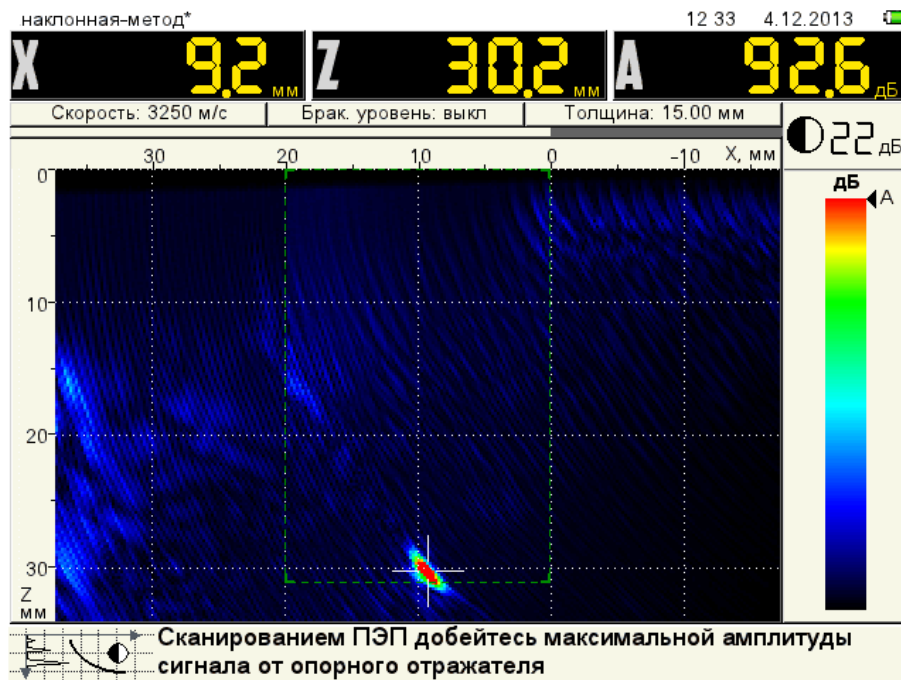 наклонная-метод* 12 33 4.12.2013
X 9.2 мм Z 30.2 мм A 92.6 дБ
Скорость: 3250 м/с Брак. уровень: выкл Толщина: 15.00 мм
22 дБ
30 20 10 0 -10 X, мм
дБ
A
0
10
20
30
Z
мм
Сканированием ПЭП добейтесь максимальной амплитуды
сигнала от опорного отражателя